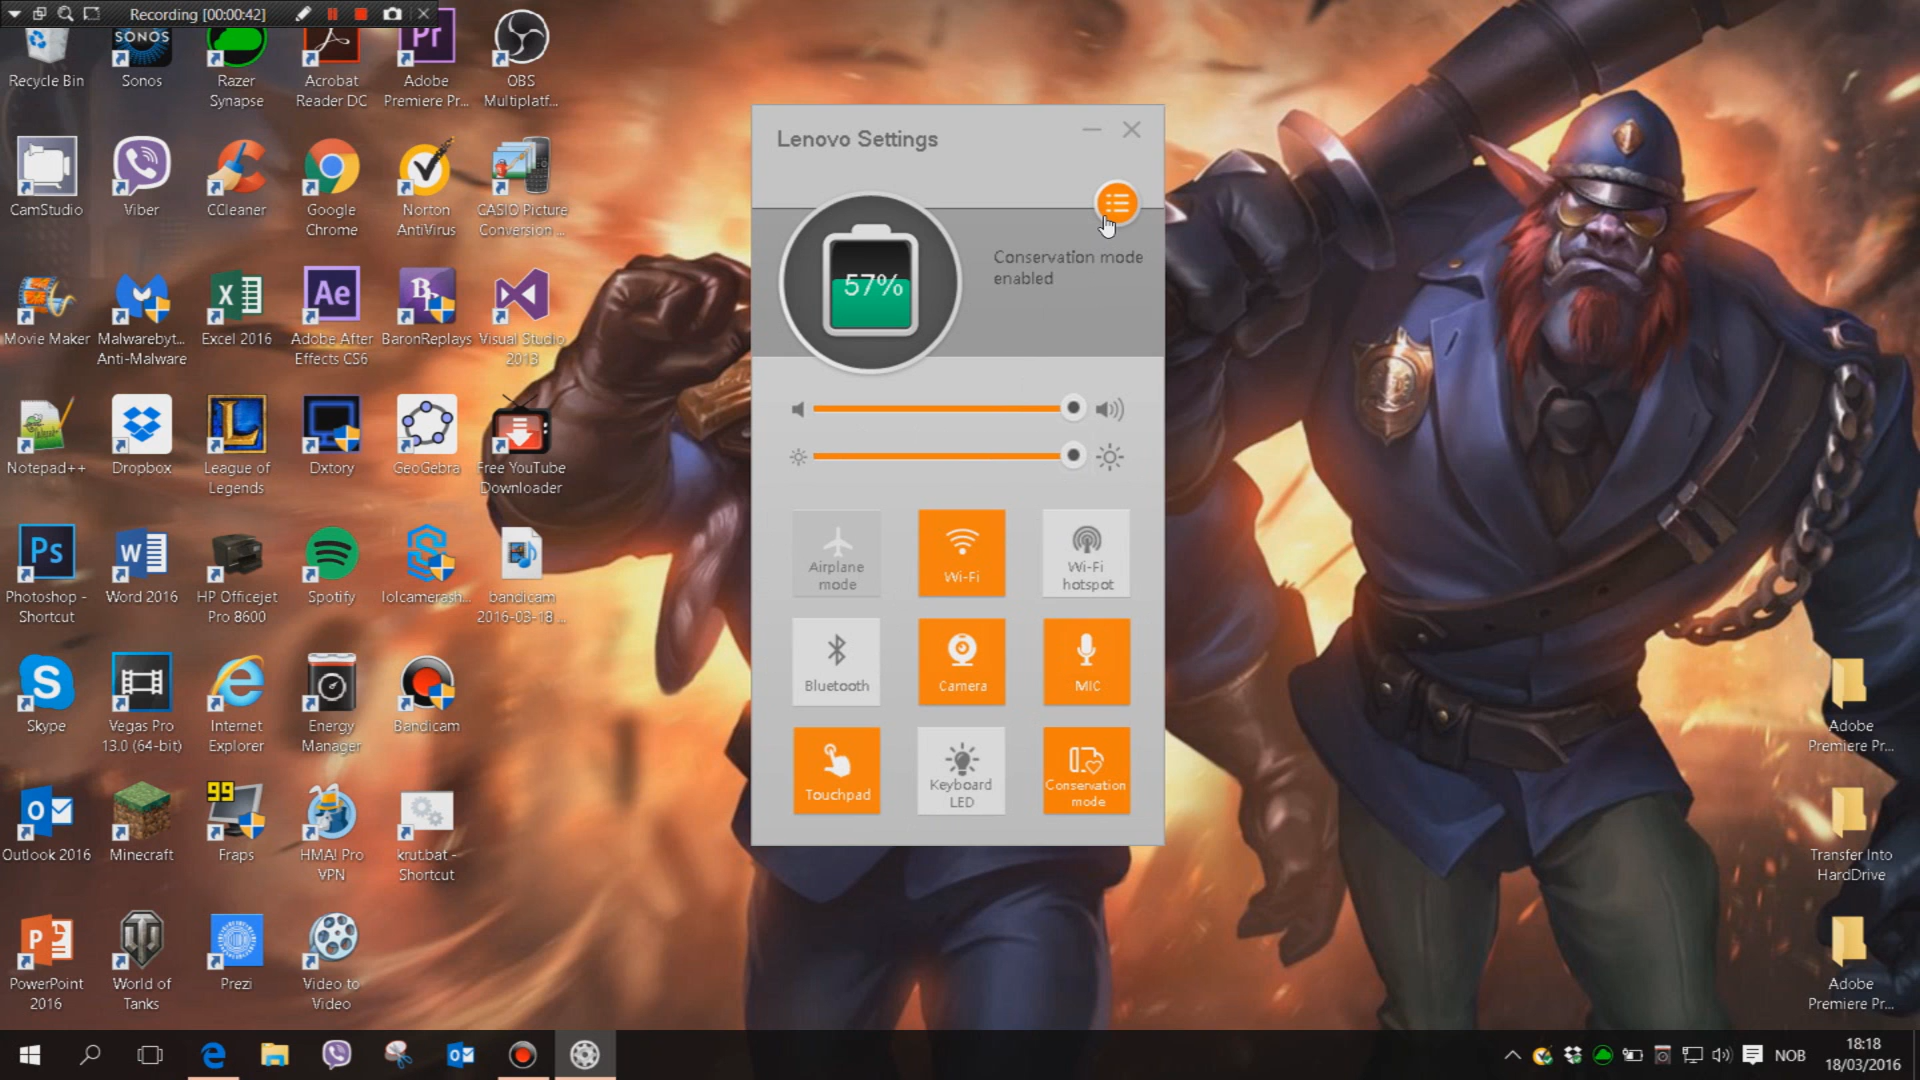 Recording [00:00:42]
Recycle Bin
SONOS
Sonos
Razer
Synapse
Acrobat
Reader DC
Pr
Adobe
Premiere Pr...
OBS
Multiplatf...
CamStudio
Viber
CCleaner
Google
Chrome
Norton
AntiVirus
CASIO Picture
Conversion ...
Movie Maker
Malwarebyt...
Anti-Malware
Excel 2016
Ae
Adobe After
Effects CS6
BaronReplays
Visual Studio
2013
Notepad++
Dropbox
League of
Legends
Dxtory
GeoGebra
Free YouTube
Downloader
Ps
Photoshop -
Shortcut
Word 2016
HP Officejet
Pro 8600
Spotify
lolcamerash...
bandicam
2016-03-18 ...
Skype
Vegas Pro
13.0 (64-bit)
Internet
Explorer
Energy
Manager
Bandicam
Outlook 2016
Minecraft
99
Fraps
HMA! Pro
VPN
krut.bat -
Shortcut
PowerPoint
2016
World of
Tanks
Prezi
Video to
Video
Lenovo Settings
57%
Conservation mode
enabled
Airplane
mode
Wi-Fi
Wi-Fi
hotspot
Bluetooth
Camera
MIC
Touchpad
Keyboard
LED
Conservation
mode
Adobe
Premiere Pr...
Transfer Into
HardDrive
Adobe
Premiere Pr...
NOB
18:18
18/03/2016